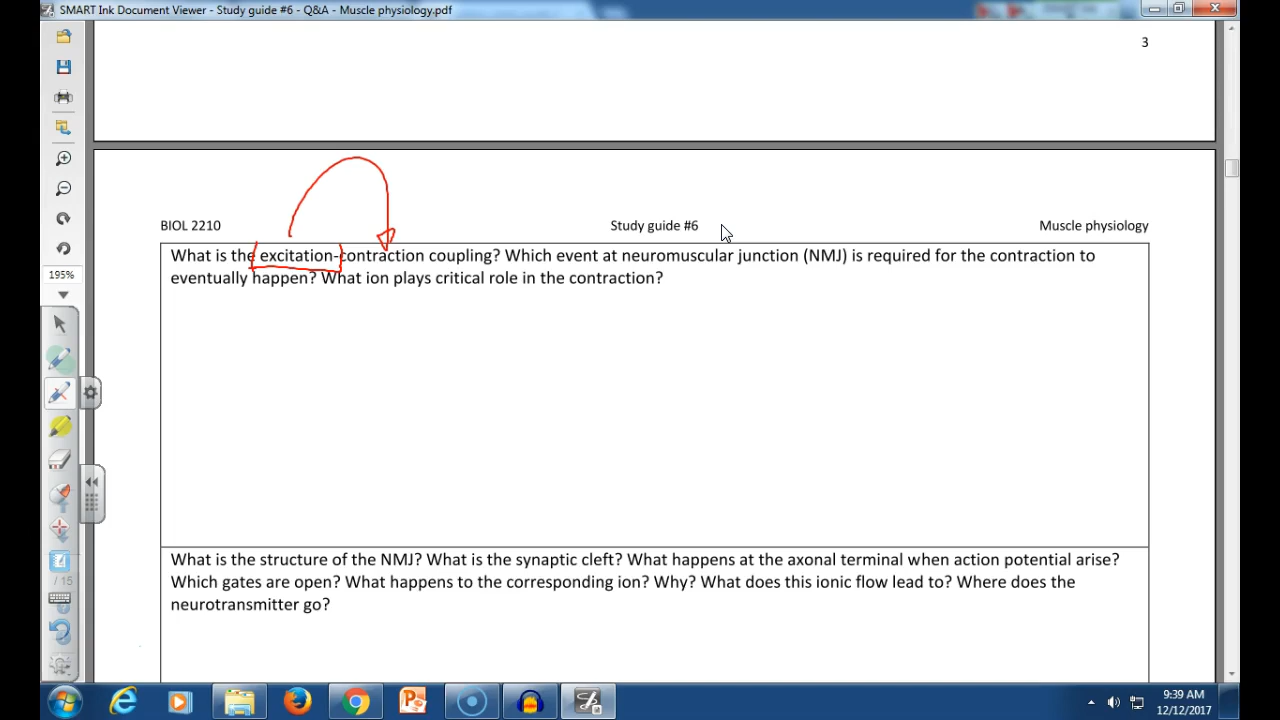 SMART Ink Document Viewer - Study guide #6 - Q&A - Muscle physiology.pdf
3
BIOL 2210 Study guide #6 Muscle physiology
What is the excitation-contraction coupling? Which event at neuromuscular junction (NMJ) is required for the contraction to
eventually happen? What ion plays critical role in the contraction?
195%
What is the structure of the NMJ? What is the synaptic cleft? What happens at the axonal terminal when action potential arise?
Which gates are open? What happens to the corresponding ion? Why? What does this ionic flow lead to? Where does the
neurotransmitter go?
/ 15
9:39 AM
12/12/2017